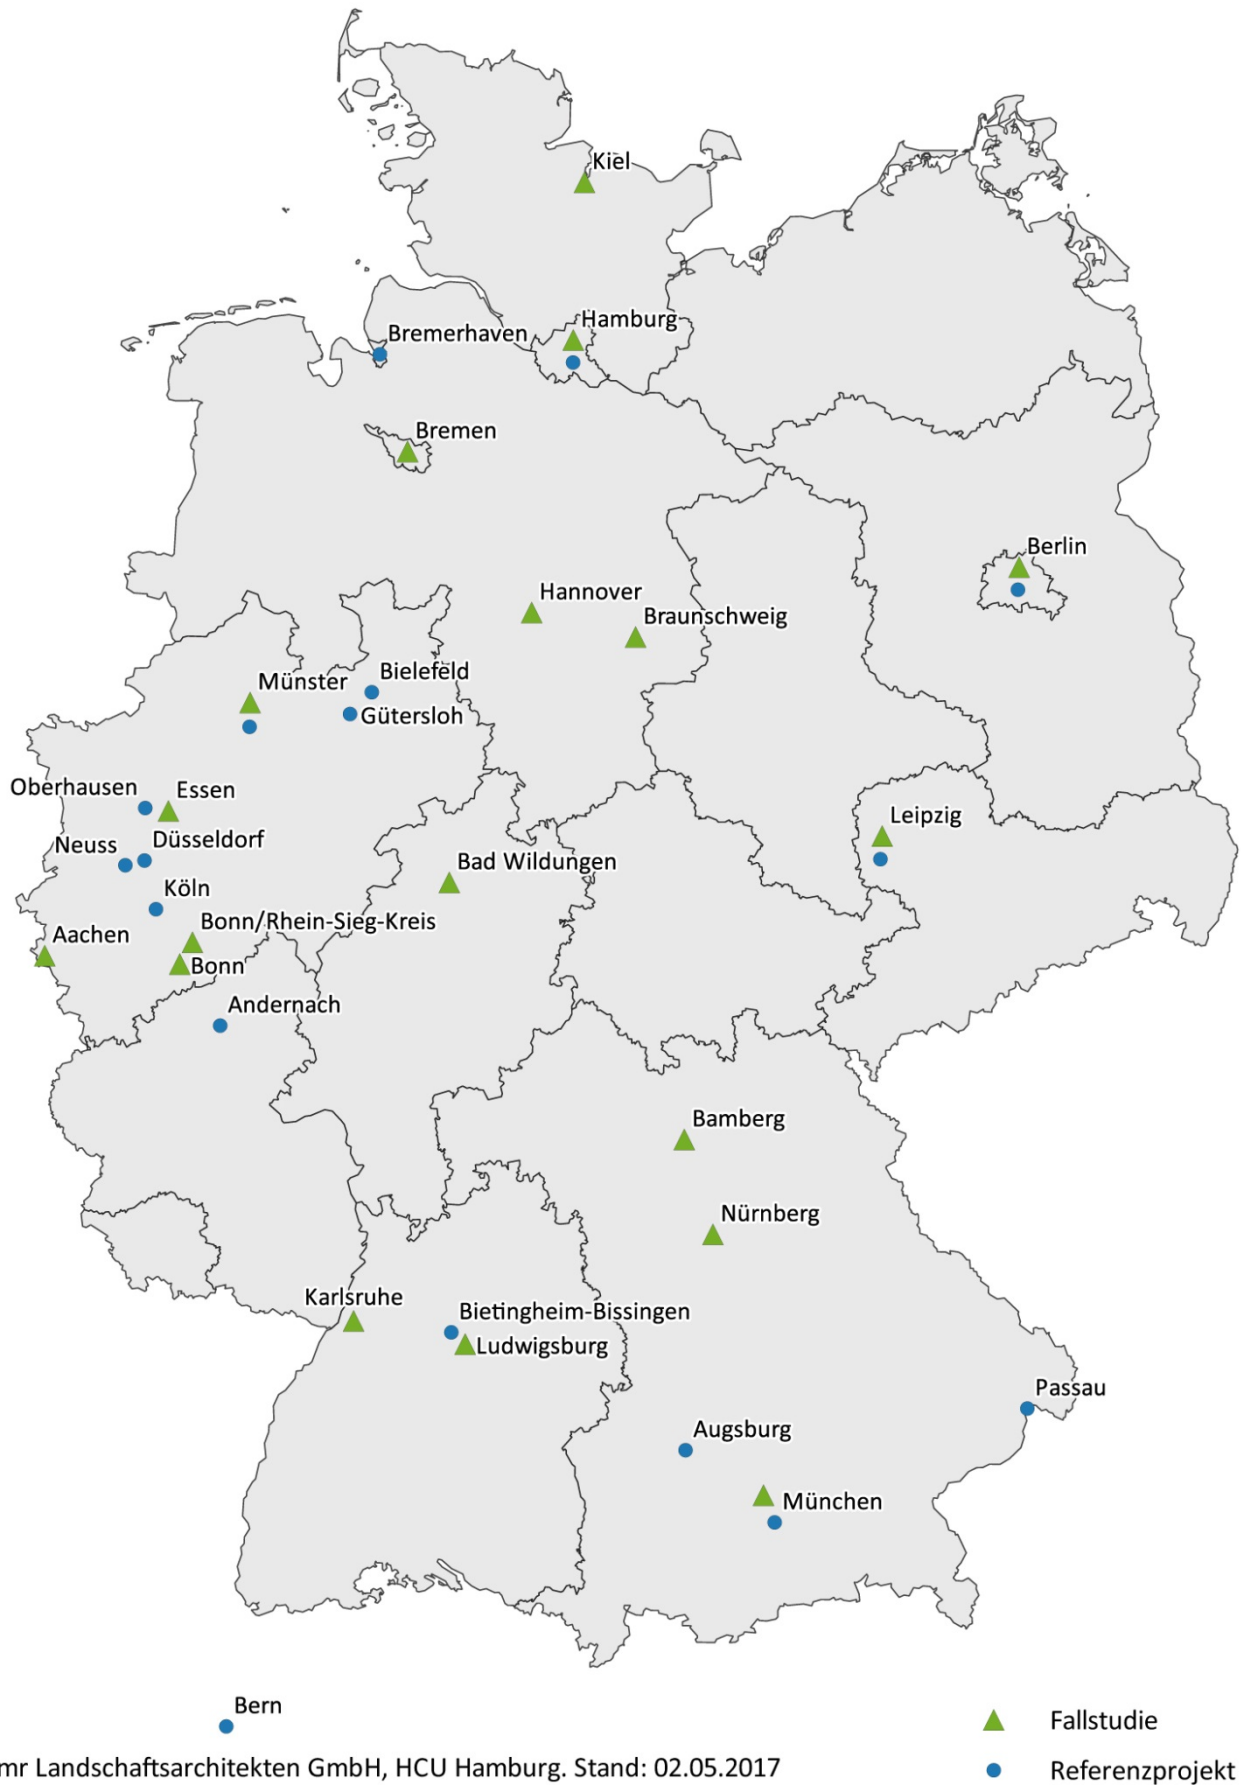 Kiel
Hamburg
Bremerhaven
Bremen
Berlin
Hannover
Braunschweig
Münster
Bielefeld
Gütersloh
Oberhausen
Essen
Leipzig
Neuss
Düsseldorf
Bad Wildungen
Köln
Bonn/Rhein-Sieg-Kreis
Aachen
Bonn
Andernach
Bamberg
Nürnberg
Karlsruhe
Bietingheim-Bissingen
Ludwigsburg
Passau
Augsburg
München
Bern
Fallstudie
mr Landschaftsarchitekten GmbH, HCU Hamburg. Stand: 02.05.2017
Referenzprojekt